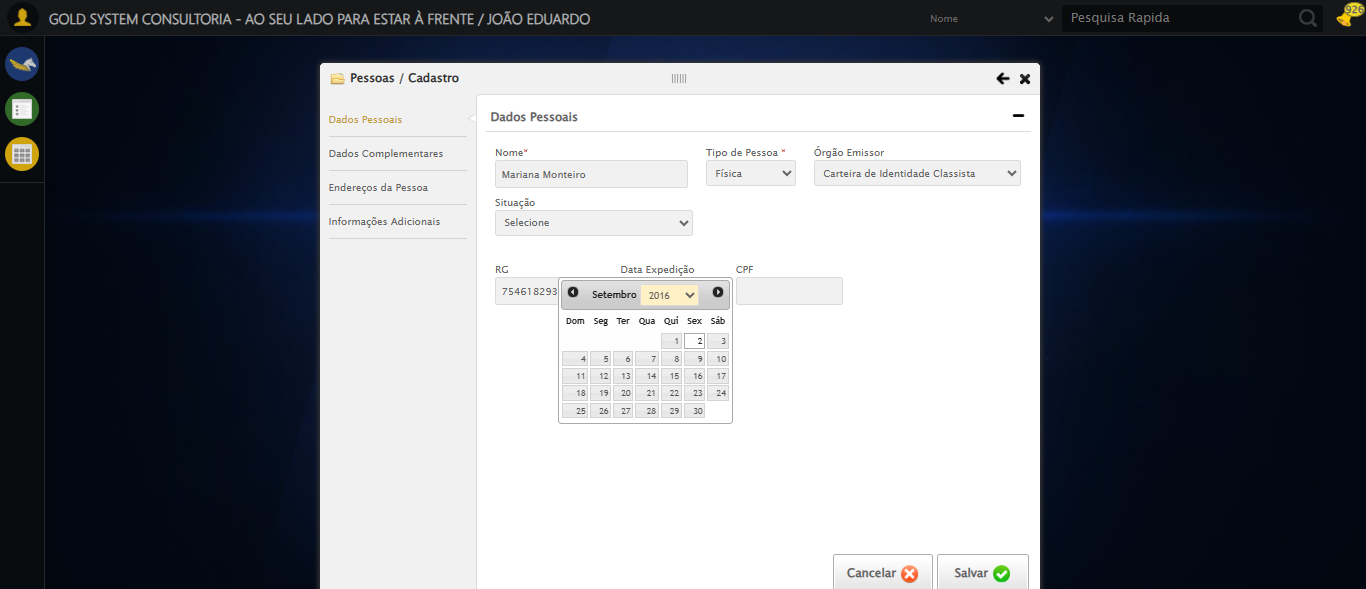 GOLD SYSTEM CONSULTORIA - AO SEU LADO PARA ESTAR À FRENTE / JOÃO EDUARDO
Nome
Pesquisa Rapida
926
Pessoas / Cadastro
Dados Pessoais
Dados Complementares
Endereços da Pessoa
Informações Adicionais
Dados Pessoais
Nome* Tipo de Pessoa * Órgão Emissor
Mariana Monteiro Física Carteira de Identidade Classista
Situação
Selecione
RG Data Expedição CPF
754618293
Setembro 2016
Dom Seg Ter Qua Qui Sex Sáb
1 2 3
4 5 6 7 8 9 10
11 12 13 14 15 16 17
18 19 20 21 22 23 24
25 26 27 28 29 30
Cancelar Salvar